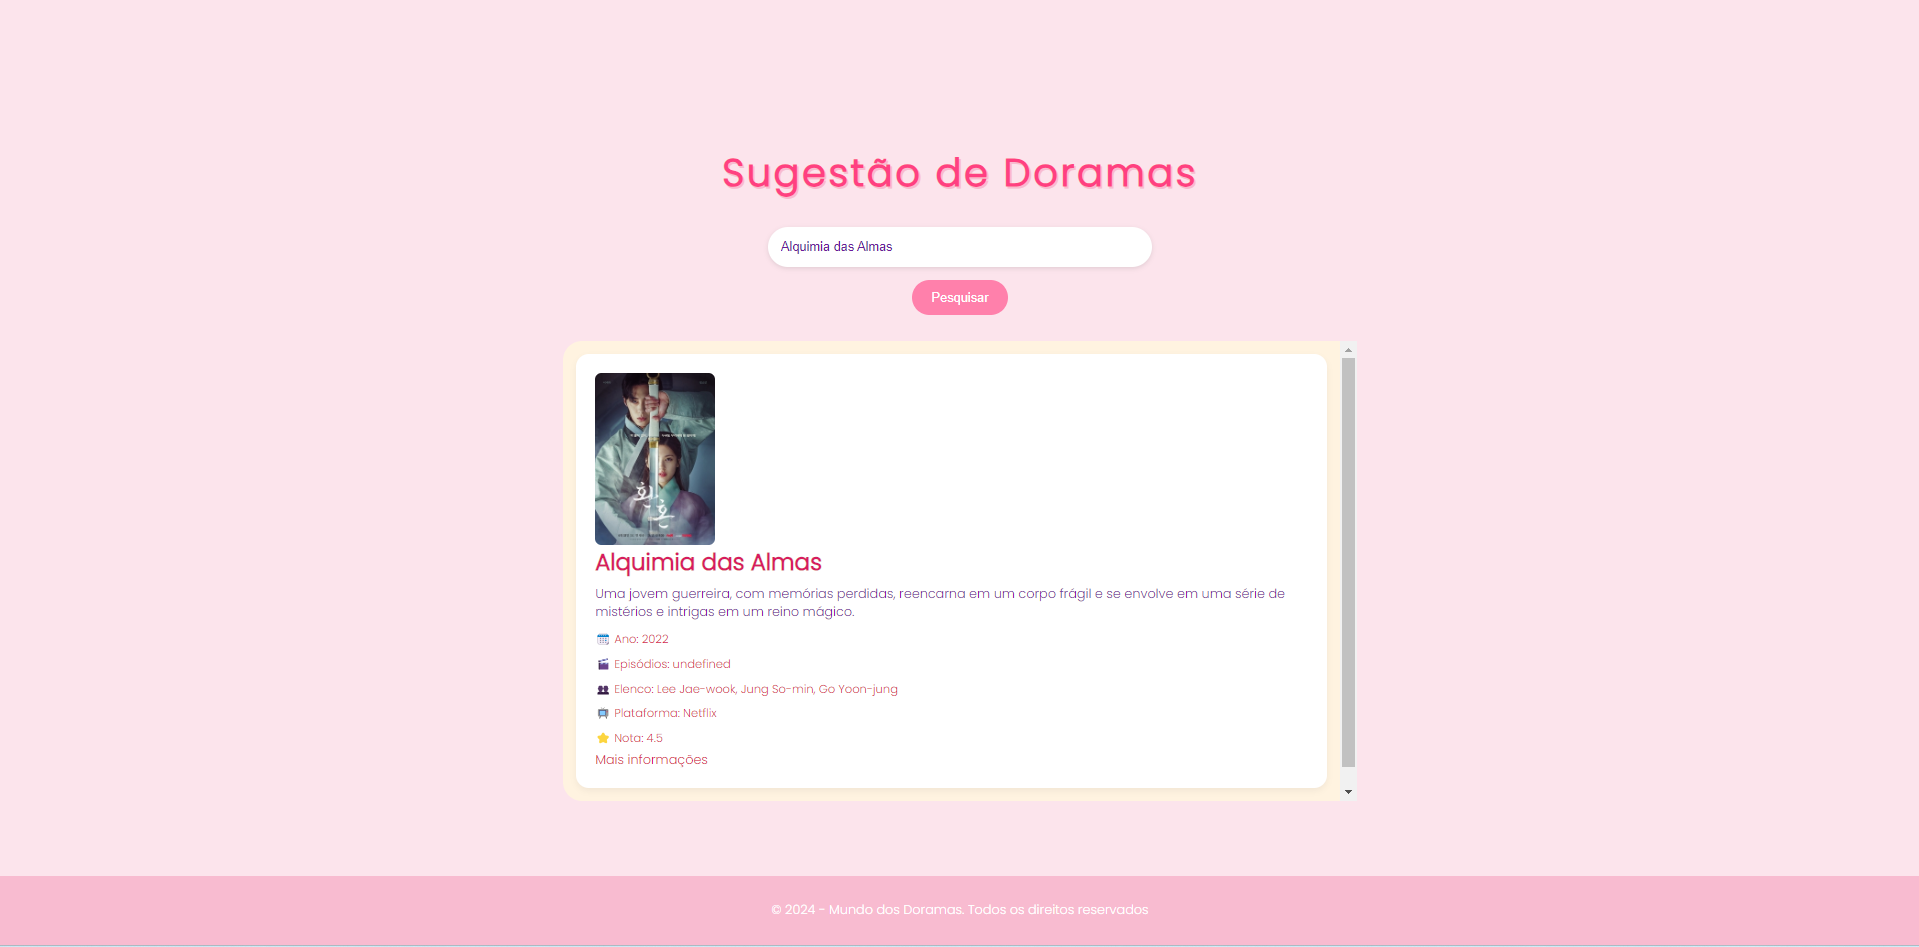 Sugestão de Doramas
Alquimia das Almas
Pesquisar
환
혼
Alquimia das Almas
Uma jovem guerreira, com memórias perdidas, reencarna em um corpo frágil e se envolve em uma série de
mistérios e intrigas em um reino mágico.
Ano: 2022
Episódios: undefined
Elenco: Lee Jae-wook, Jung So-min, Go Yoon-jung
Plataforma: Netflix
Nota: 4.5
Mais informações
© 2024 - Mundo dos Doramas. Todos os direitos reservados